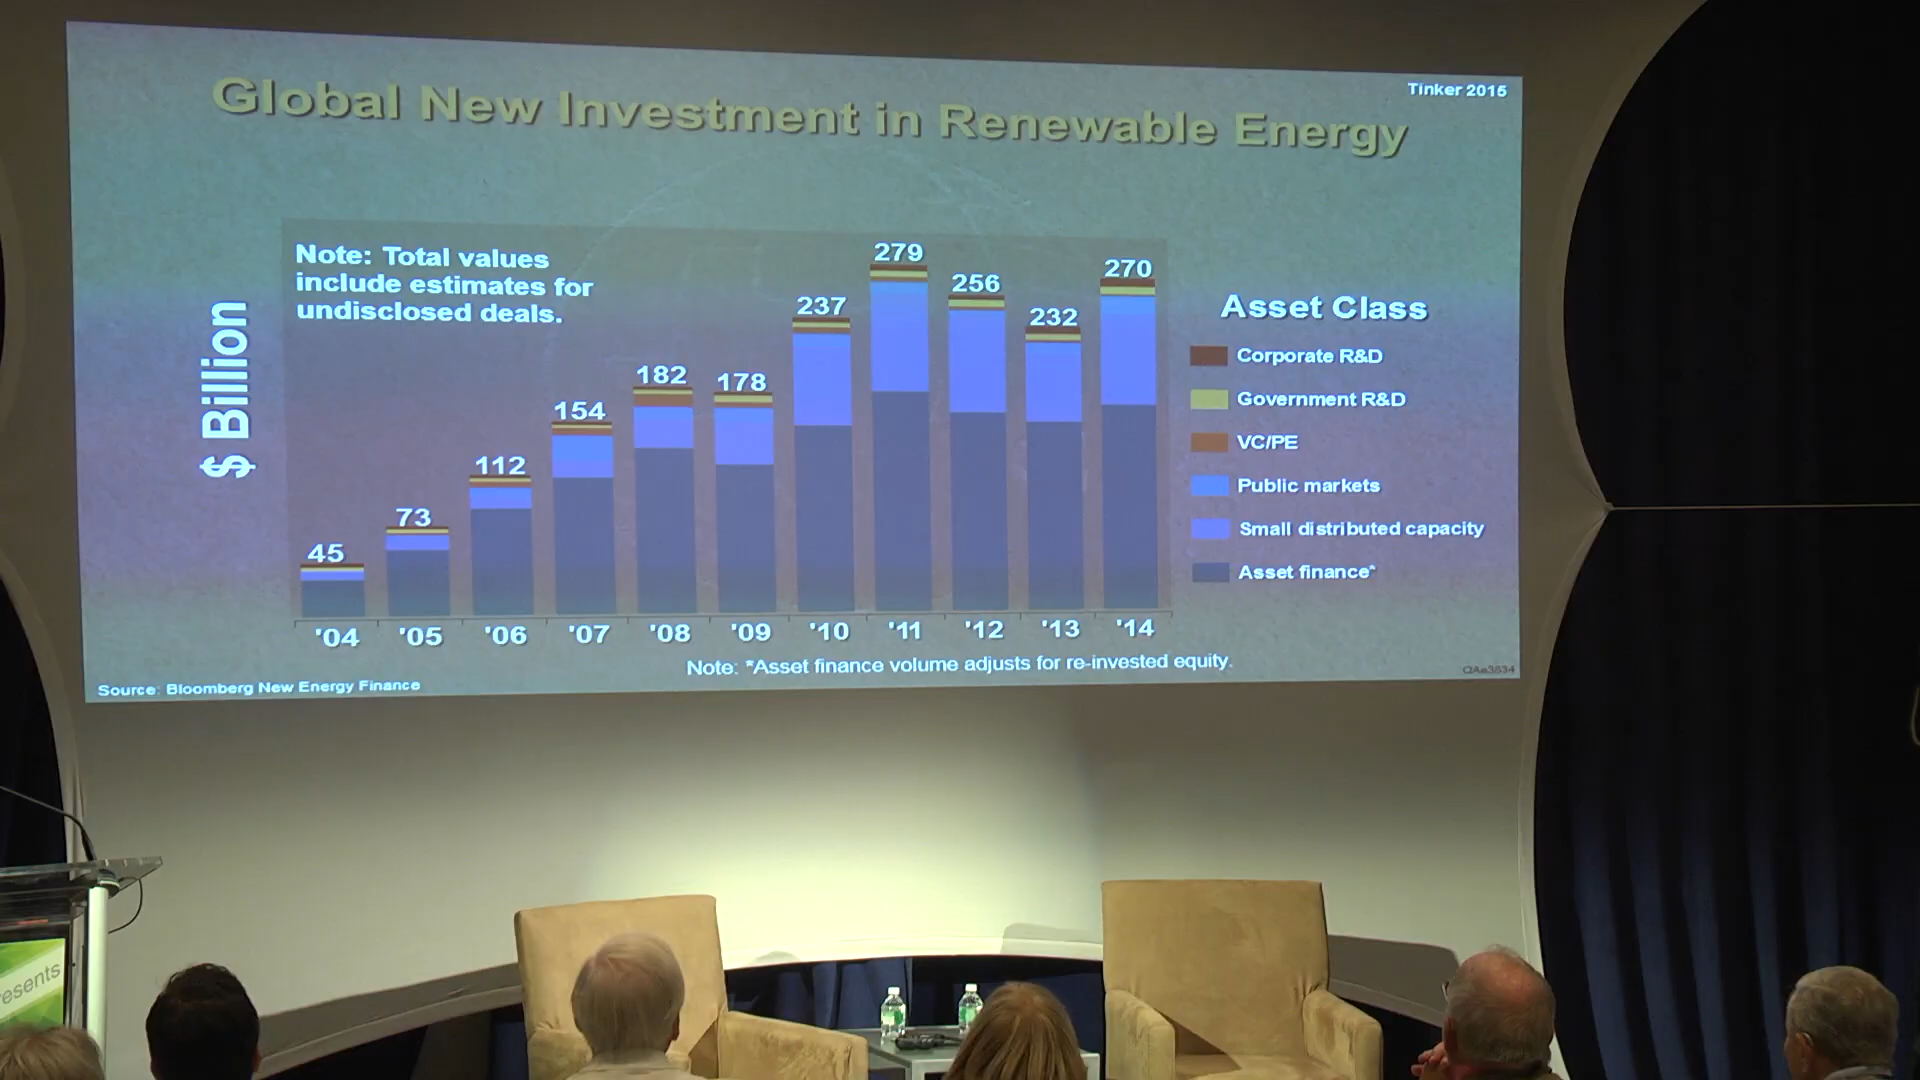 Tinker 2015
Global New Investment in Renewable Energy
Note: Total values
include estimates for
undisclosed deals.
$ Billion
45
73
112
154
182
178
237
279
256
232
270
'04
'05
'06
'07
'08
'09
'10
'11
'12
'13
'14
Asset Class
Corporate R&D
Government R&D
VC/PE
Public markets
Small distributed capacity
Asset finance*
Note: *Asset finance volume adjusts for re-invested equity.
Source: Bloomberg New Energy Finance
esents